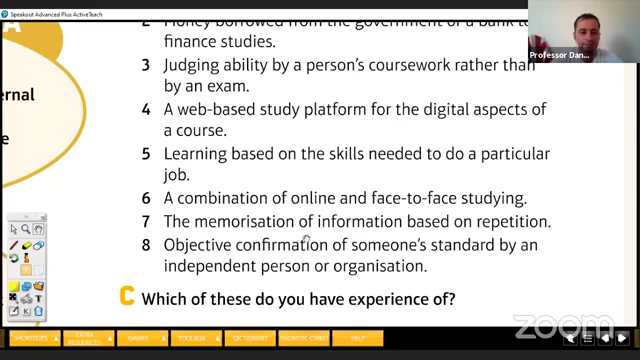 Speakout Advanced Plus ActiveTeach
A
2 Money borrowed from the government or a bank to
finance studies.
3 Judging ability by a person's coursework rather than
by an exam.
ernal
4 A web-based study platform for the digital aspects of
a course.
e
5 Learning based on the skills needed to do a particular
job.
6 A combination of online and face-to-face studying.
7 The memorisation of information based on repetition.
8 Objective confirmation of someone's standard by an
independent person or organisation.
C Which of these do you have experience of?
Professor Dan...
SHORTCUTS
EXTRA RESOURCES
GAMES
TOOLBOX
DICTIONARY
PHONETIC CHART
HELP
zoom